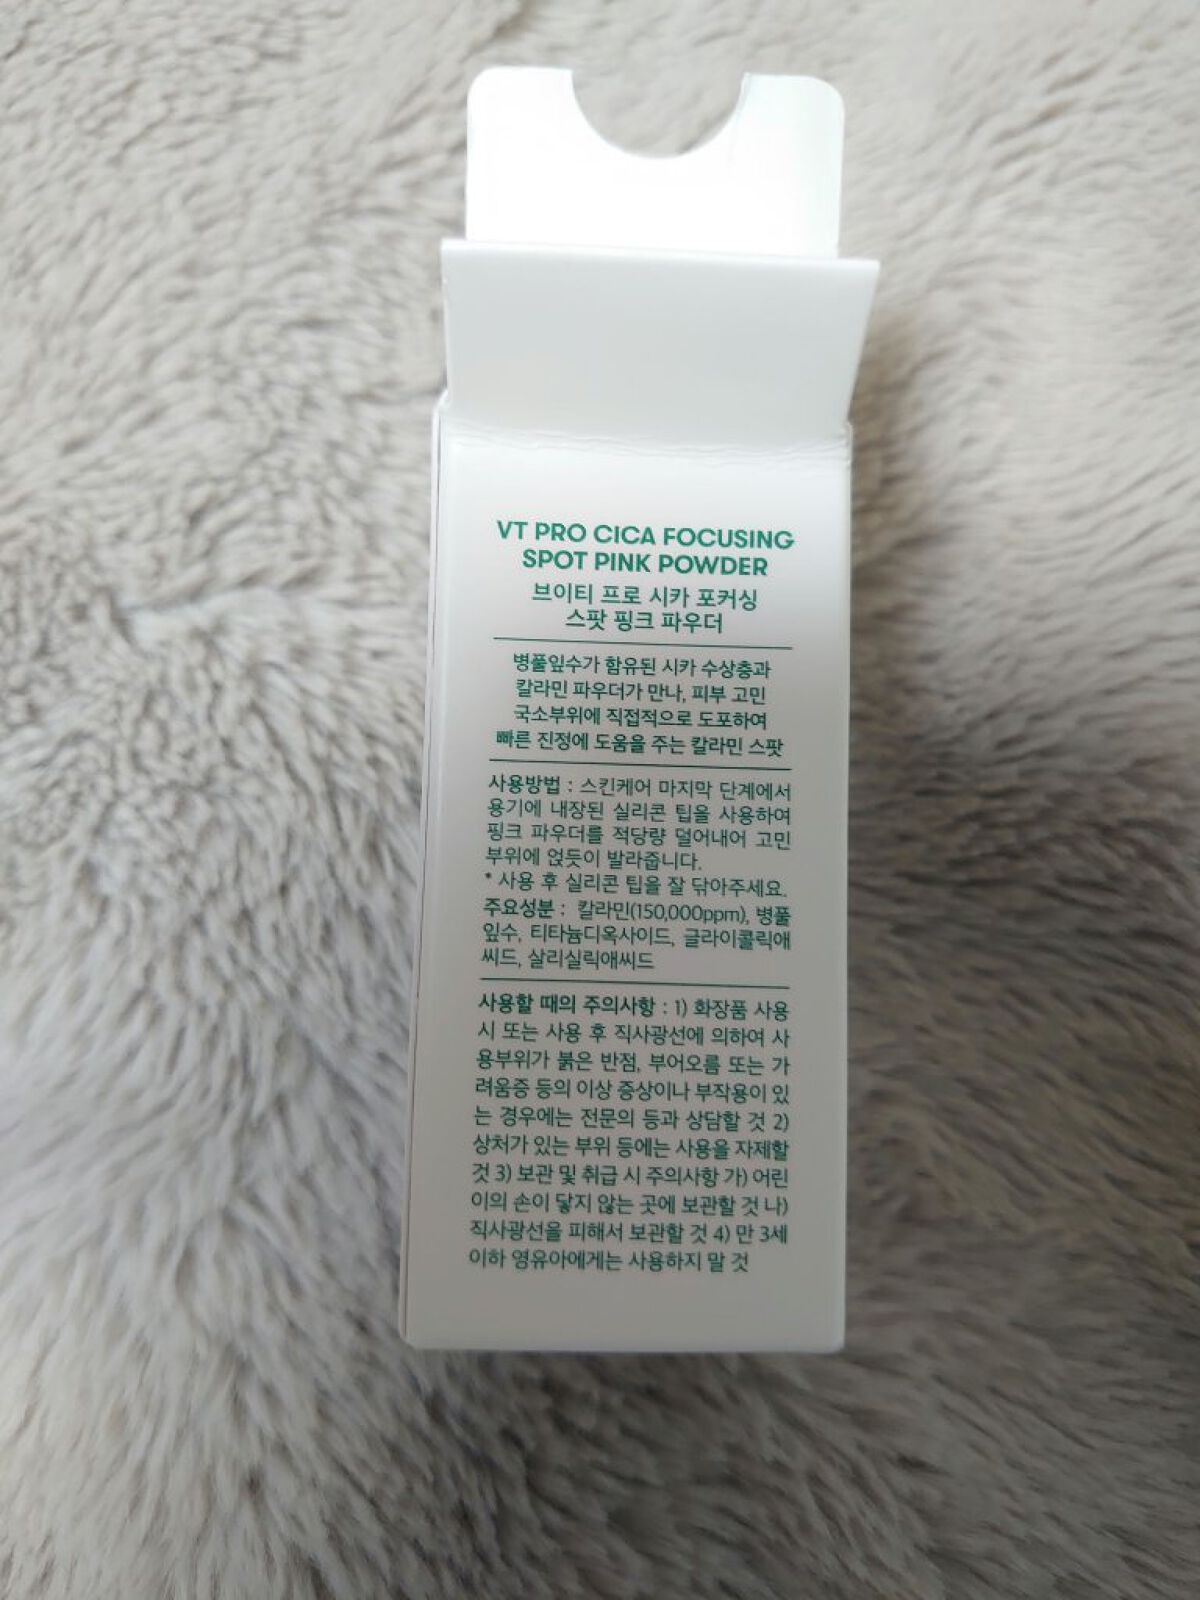 VT PRO CICA FOCUSING
SPOT PINK POWDER
브이티 프로 시카 포커싱
스팟 핑크 파우더
병풀잎수가 함유된 시카 수상층과
칼라민 파우더가 만나, 피부 고민
국소부위에 직접적으로 도포하여
빠른 진정에 도움을 주는 칼라민 스팟
사용방법 : 스킨케어 마지막 단계에서
용기에 내장된 실리콘 팁을 사용하여
핑크 파우더를 적당량 덜어내어 고민
부위에 얹듯이 발라줍니다.
* 사용 후 실리콘 팁을 잘 닦아주세요.
주요성분 : 칼라민(150,000ppm), 병풀
잎수, 티타늄디옥사이드, 글라이콜릭애
씨드, 살리실릭애씨드
사용할 때의 주의사항 : 1) 화장품 사용
시 또는 사용 후 직사광선에 의하여 사
용부위가 붉은 반점, 부어오름 또는 가
려움증 등의 이상 증상이나 부작용이 있
는 경우에는 전문의 등과 상담할 것 2)
상처가 있는 부위 등에는 사용을 자제할
것 3) 보관 및 취급 시 주의사항 가) 어린
이의 손이 닿지 않는 곳에 보관할 것 나)
직사광선을 피해서 보관할 것 4) 만 3세
이하 영유아에게는 사용하지 말 것